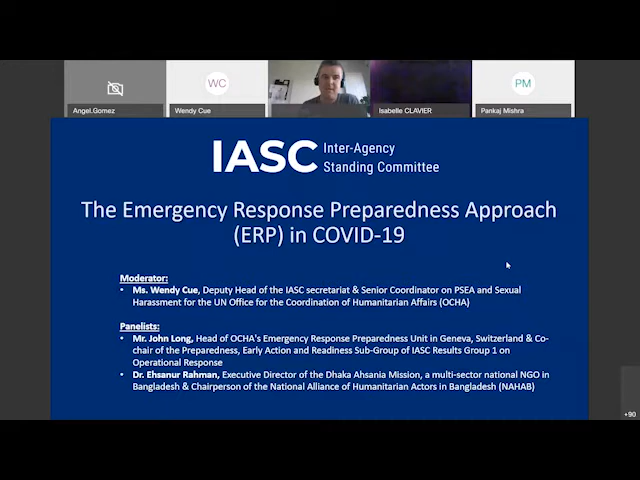 WC
PM
Angel.Gomez
Wendy Cue
Isabelle CLAVIER
Pankaj Mishra
IASC Inter-Agency
Standing Committee
The Emergency Response Preparedness Approach
(ERP) in COVID-19
Moderator:
• Ms. Wendy Cue, Deputy Head of the IASC secretariat & Senior Coordinator on PSEA and Sexual
Harassment for the UN Office for the Coordination of Humanitarian Affairs (OCHA)
Panelists:
• Mr. John Long, Head of OCHA's Emergency Response Preparedness Unit in Geneva, Switzerland & Co-
chair of the Preparedness, Early Action and Readiness Sub-Group of IASC Results Group 1 on
Operational Response
• Dr. Ehsanur Rahman, Executive Director of the Dhaka Ahsania Mission, a multi-sector national NGO in
Bangladesh & Chairperson of the National Alliance of Humanitarian Actors in Bangladesh (NAHAB)
+90